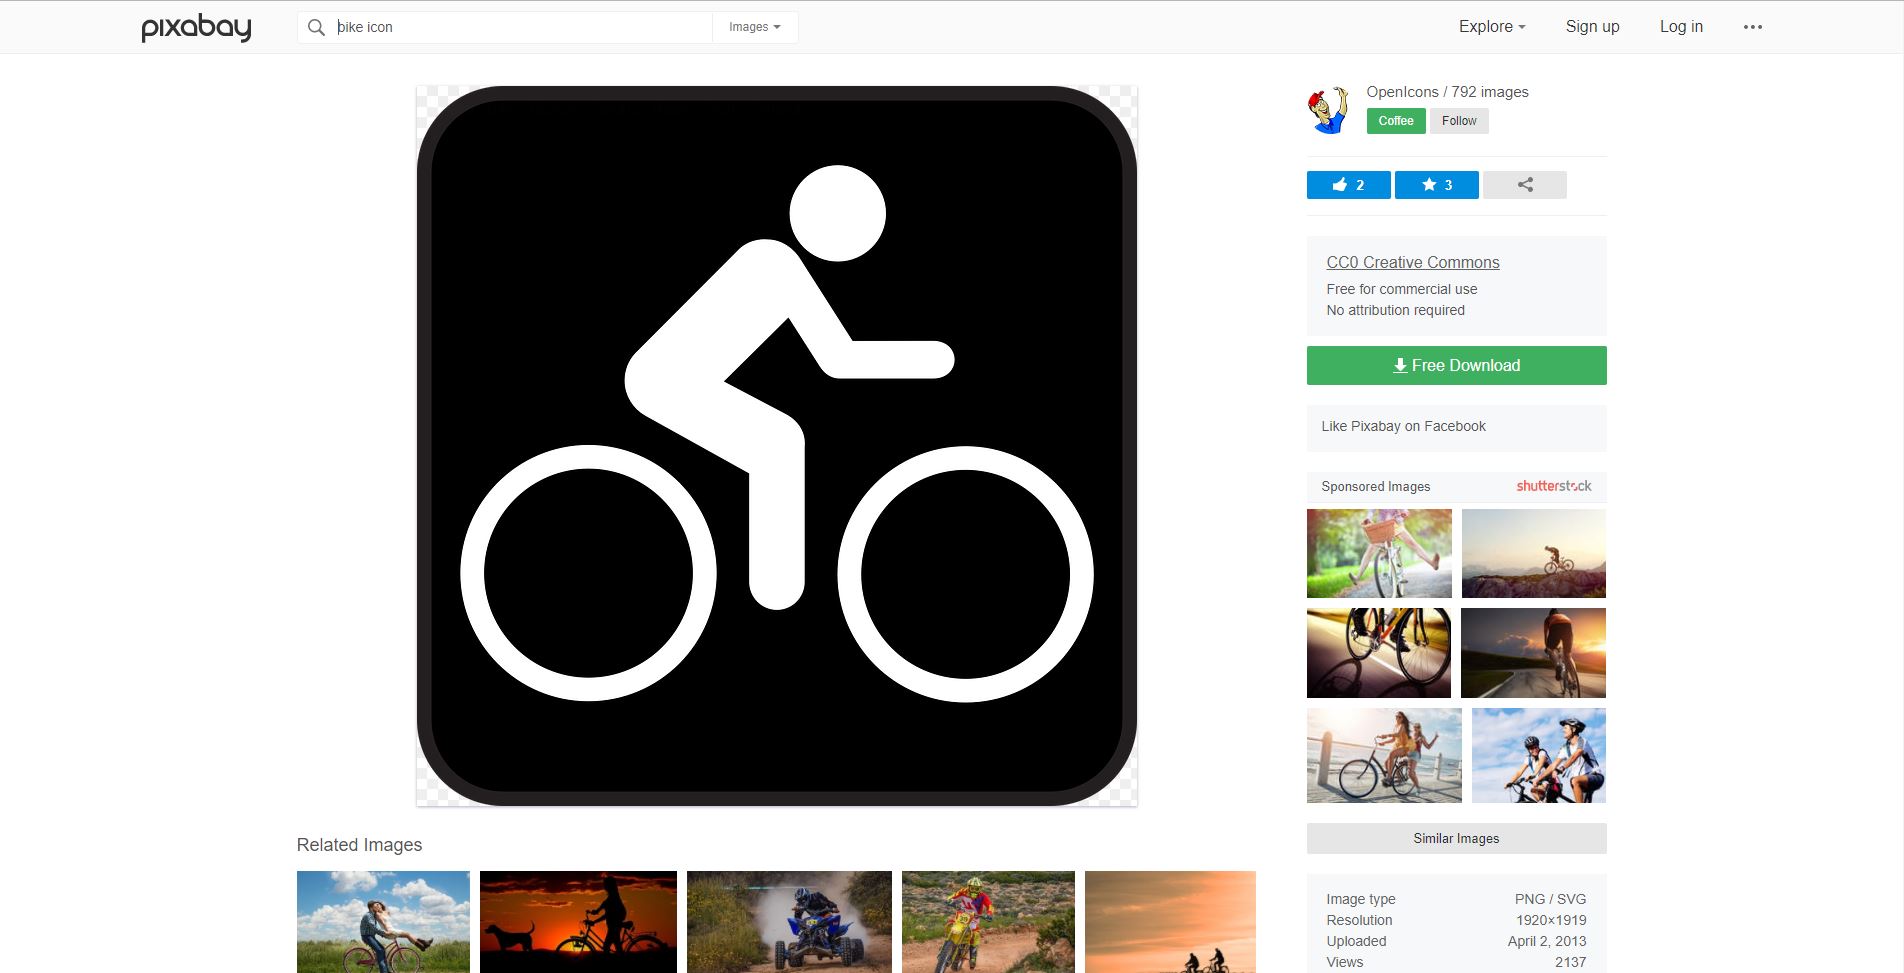 pixabay
bike icon
Images
Explore
Sign up
Log in
OpenIcons / 792 images
Coffee
Follow
2
3
CC0 Creative Commons
Free for commercial use
No attribution required
Free Download
Like Pixabay on Facebook
Sponsored Images
shutterstock
Similar Images
Related Images
Image type PNG / SVG
Resolution 1920×1919
Uploaded April 2, 2013
Views 2137